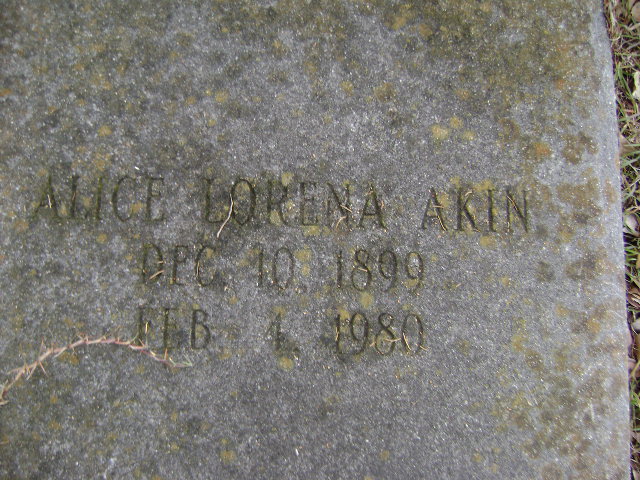 ALICE LORENA AKIN
DEC. 10. 1899
FEB 4. 1980